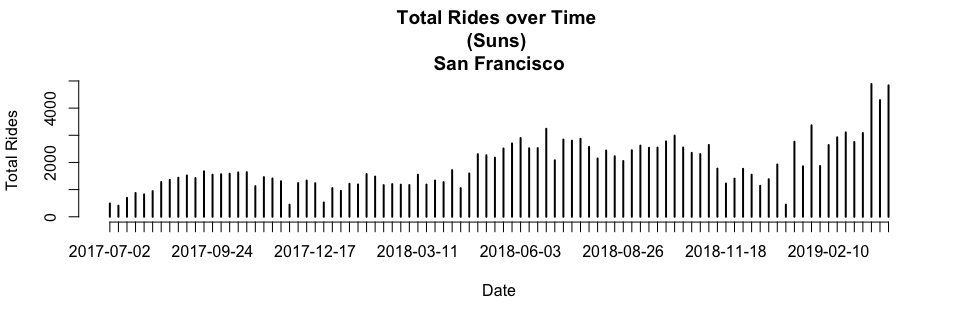 Total Rides over Time
(Suns)
San Francisco
Total Rides
4000
2000
0
2017-07-02 2017-09-24 2017-12-17 2018-03-11 2018-06-03 2018-08-26 2018-11-18 2019-02-10
Date